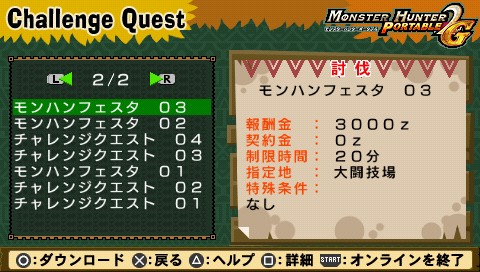 Challenge Quest
MONSTER HUNTER
PORTABLE 2 G
L 2/2 R
モンハンフェスタ 03
モンハンフェスタ 02
チャレンジクエスト 04
チャレンジクエスト 03
モンハンフェスタ 01
チャレンジクエスト 02
チャレンジクエスト 01
討伐
モンハンフェスタ 03
報酬金 : 3000z
契約金 : 0z
制限時間: 20分
指定地 : 大闘技場
特殊条件:
なし
○:ダウンロード ×:戻る △:ヘルプ □:詳細 START:オンラインを終了